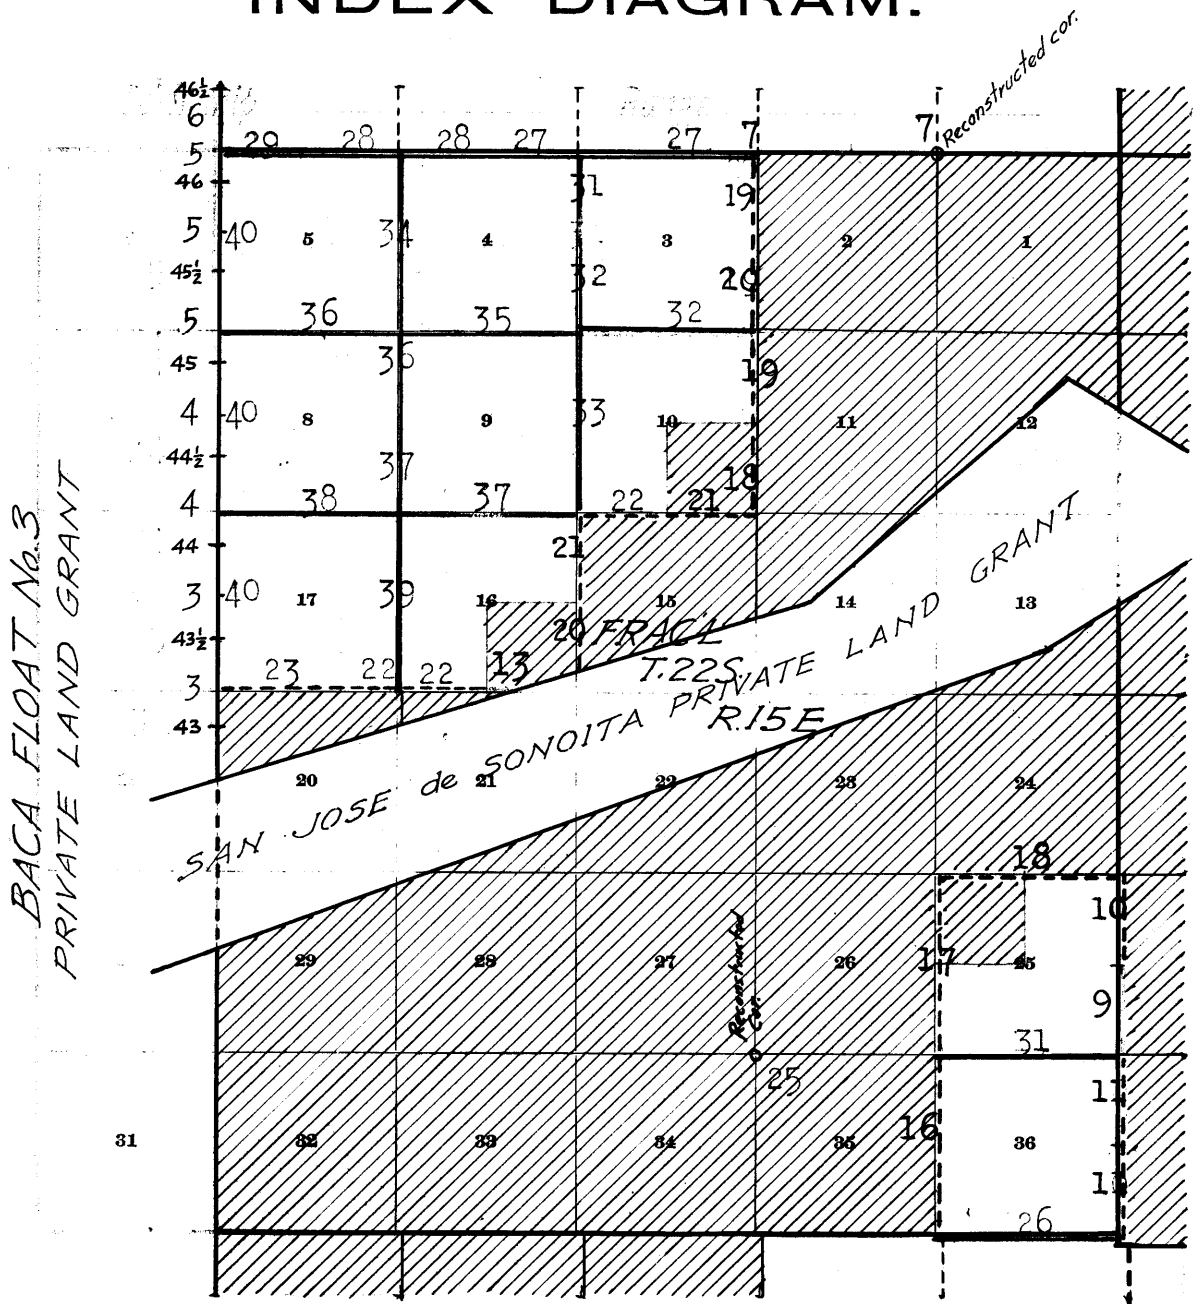 INDEX DIAGRAM.
Reconstructed cor.
46½
6 7 7
29 28 28 27 27
5
46 31 19
5 40 5 34 4 3 2 1
45½ 32 20
5 36 35 32
45 36 19
4 40 8 9 33 10 11 12
44½ 37 18
4 38 37 22 21
44 21
3 40 17 39 16 15 14 13
43½ 20 FRAC'L
23 22 22 13 T.22S.
3
43 R.15E
SAN JOSE de SONOITA PRIVATE LAND GRANT
20 21 22 23 24
BACA FLOAT No.3
PRIVATE LAND GRANT
18
10
29 28 27 26 17 25
Reconstructed
Cor.
9
31
25
11
31 32 33 34 35 16 36
11
26